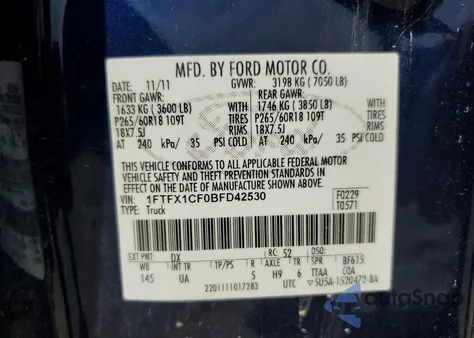 MFD. BY FORD MOTOR CO.
DATE: 11/11 GVWR: 3198 KG ( 7050 LB)
FRONT GAWR: REAR GAWR:
1633 KG ( 3600 LB) WITH 1746 KG ( 3850 LB) WITH
P265/60R18 109T TIRES P265/60R18 109T TIRES
18X7.5J RIMS 18X7.5J RIMS
AT 240 kPa/ 35 PSI COLD AT 240 kPa/ 35 PSI COLD
THIS VEHICLE CONFORMS TO ALL APPLICABLE FEDERAL MOTOR
VEHICLE SAFETY STANDARDS IN EFFECT ON THE DATE
OF MANUFACTURE SHOWN ABOVE.
VIN: 1FTFX1CF0BFD42530 F0229
TYPE: Truck T0571
EXT PNT: DX RC: 52 DSO:
WB INT TR TP/PS R AXLE TR SPR BF615
145 UA 5 H9 6 TTAA COA
2201111017283 UTC 5U5A-1520472-BA
autoSnap